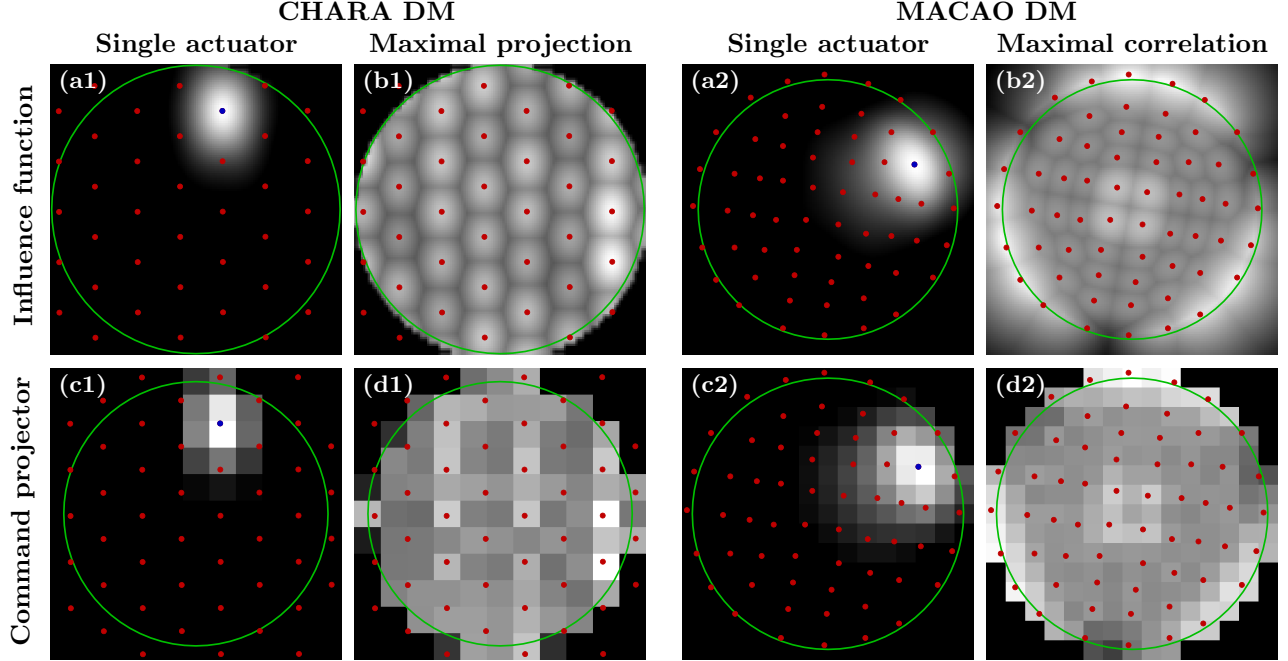 CHARA DM
MACAO DM
Single actuator
Maximal projection
Single actuator
Maximal correlation
Influence function
(a1)
(b1)
(a2)
(b2)
Command projector
(c1)
(d1)
(c2)
(d2)